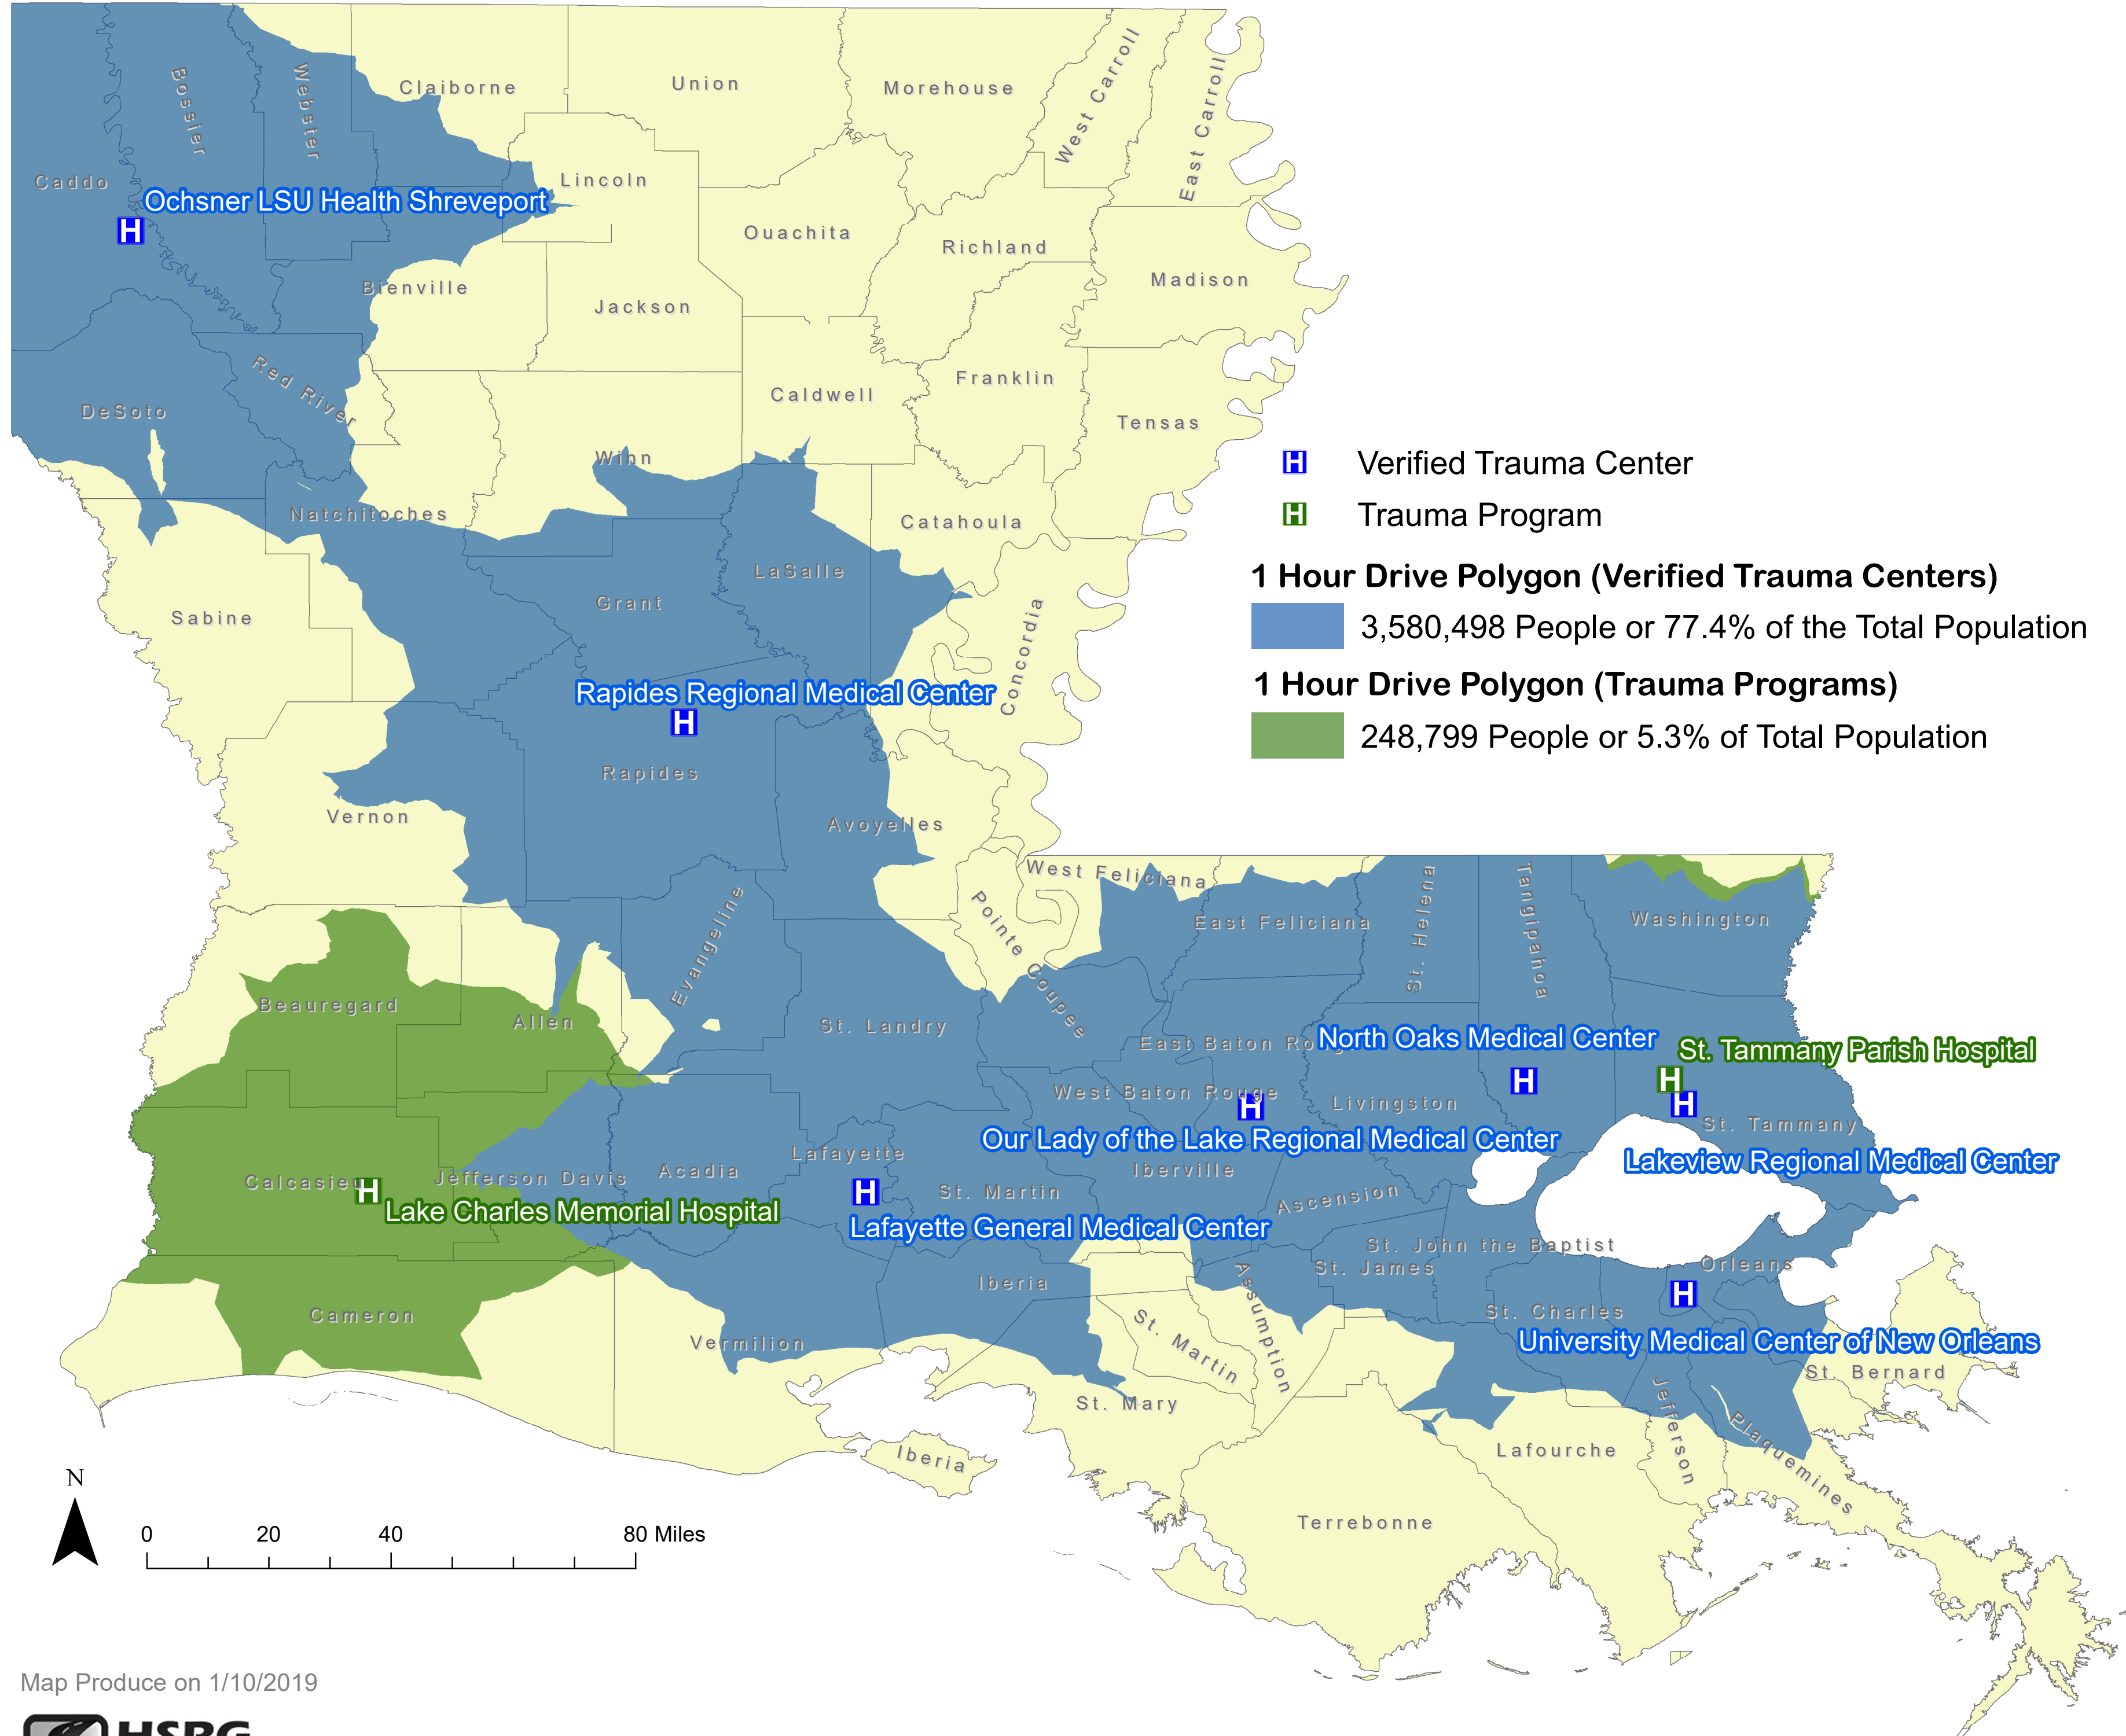 Claiborne
Union
Morehouse
West Carroll
East Carroll
Bossier
Webster
Caddo
Lincoln
Ochsner LSU Health Shreveport
H
Ouachita
Richland
Madison
Bienville
Jackson
Red River
Caldwell
Franklin
DeSoto
Tensas
Winn
Natchitoches
Catahoula
LaSalle
Grant
Sabine
Concordia
Rapides Regional Medical Center
H
Rapides
Vernon
Avoyelles
H Verified Trauma Center
H Trauma Program
1 Hour Drive Polygon (Verified Trauma Centers)
3,580,498 People or 77.4% of the Total Population
1 Hour Drive Polygon (Trauma Programs)
248,799 People or 5.3% of Total Population
West Feliciana
Pointe Coupee
East Feliciana
St. Helena
Tangipahoa
Washington
Evangeline
Beauregard
Allen
St. Landry
East Baton Roug
North Oaks Medical Center
H
St. Tammany Parish Hospital
H
H
West Baton Rouge
H
Livingston
St. Tammany
Our Lady of the Lake Regional Medical Center
Lakeview Regional Medical Center
Lafayette
Iberville
Calcasieu
H
Jefferson Davis
Acadia
H
St. Martin
Ascension
Lake Charles Memorial Hospital
Lafayette General Medical Center
St. John the Baptist
St. James
Orleans
H
Iberia
Assumption
Cameron
St. Charles
University Medical Center of New Orleans
Vermilion
St. Martin
St. Bernard
St. Mary
Jefferson
Plaquemines
Iberia
Lafourche
Terrebonne
N
0 20 40 80 Miles
Map Produce on 1/10/2019
HSRG